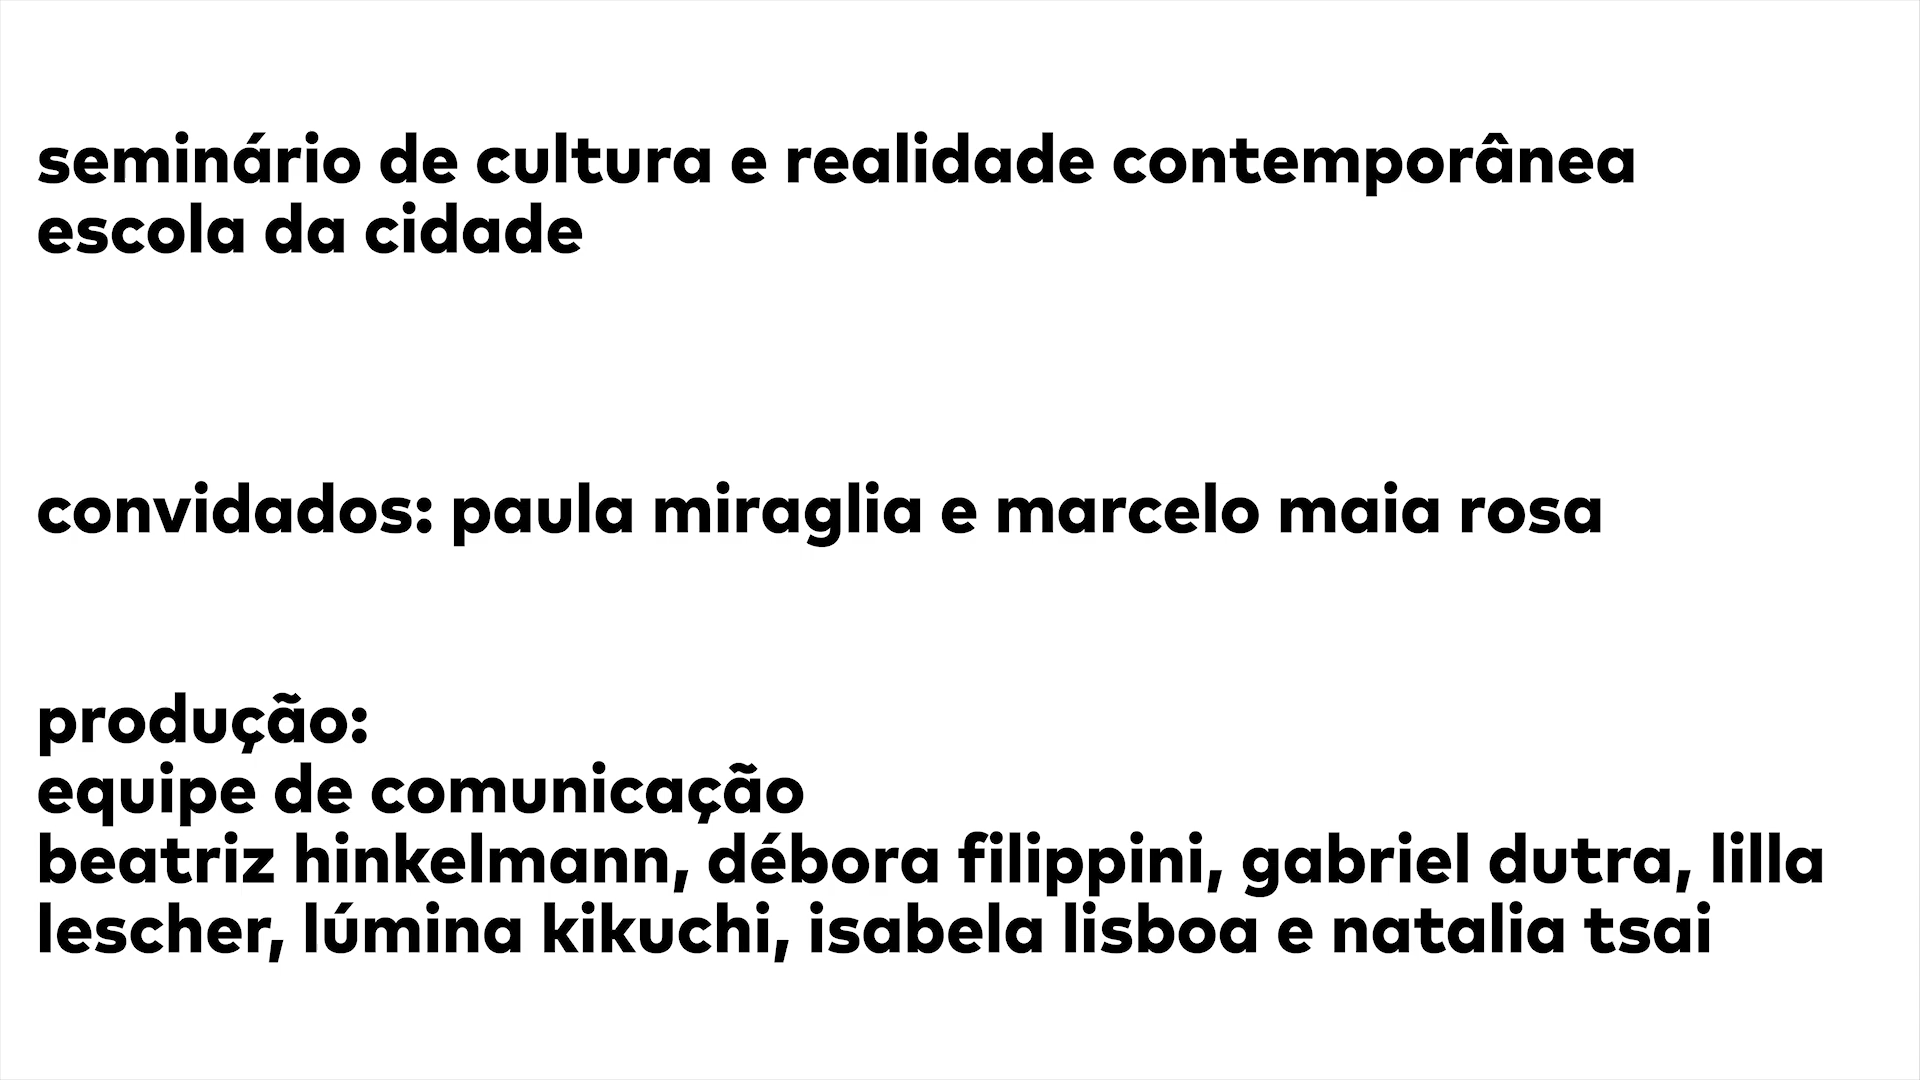 seminário de cultura e realidade contemporânea
escola da cidade
convidados: paula miraglia e marcelo maia rosa
produção:
equipe de comunicação
beatriz hinkelmann, débora filippini, gabriel dutra, lilla
lescher, lúmina kikuchi, isabela lisboa e natalia tsai